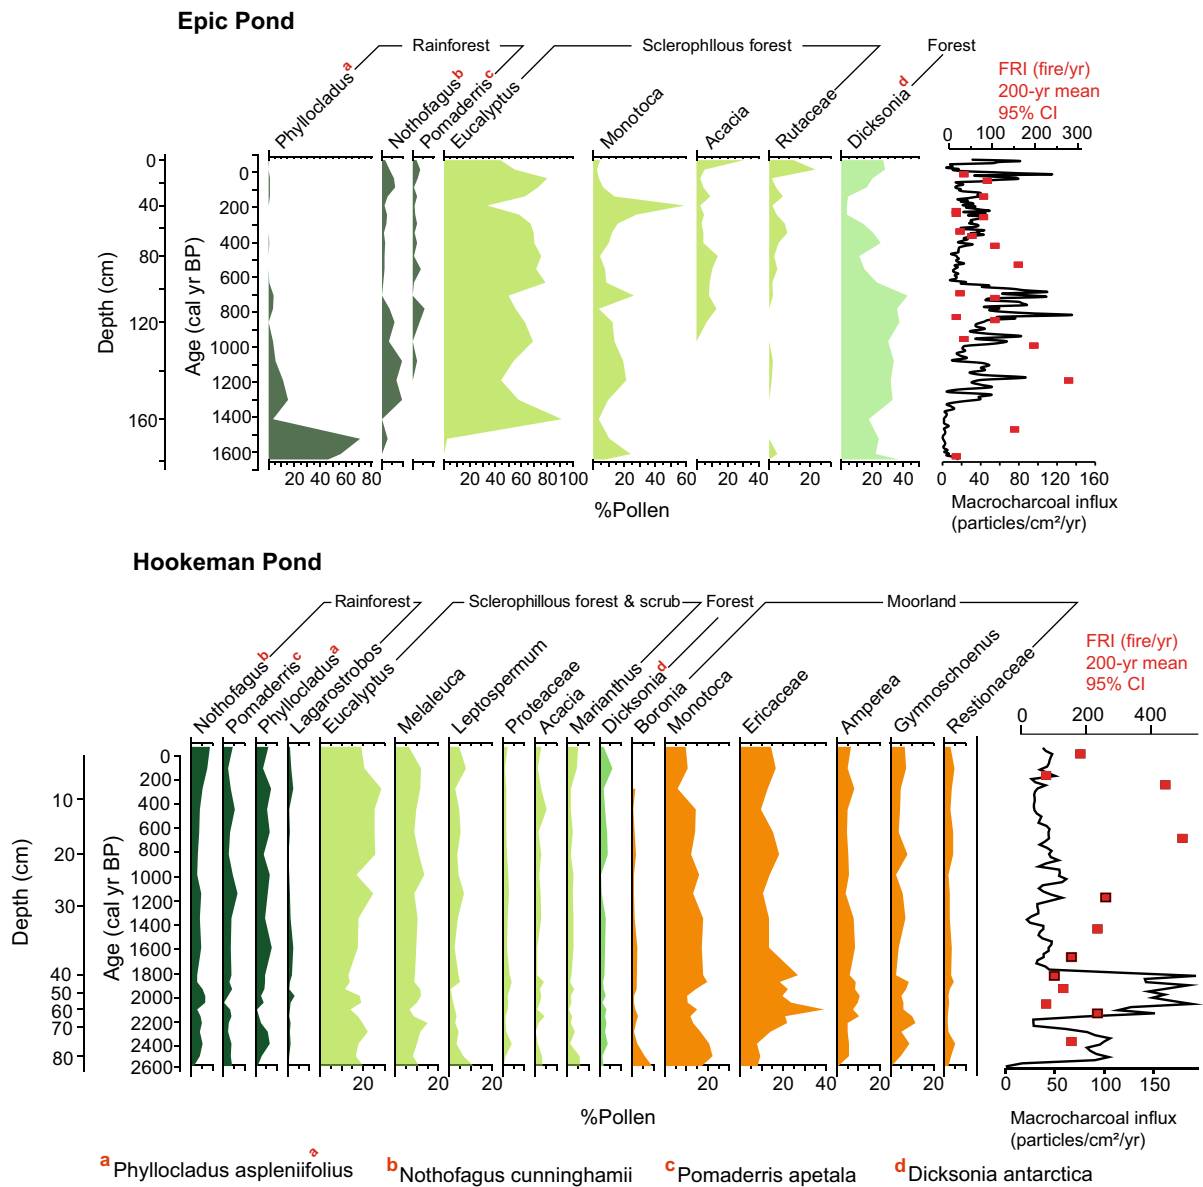 Epic Pond
Rainforest
Sclerophllous forest
Forest
Phyllocladus a
Nothofagus b
Pomaderris c
Eucalyptus
Monotoca
Acacia
Rutaceae
Dicksonia d
FRI (fire/yr)
200-yr mean
95% CI
0 100 200 300
Depth (cm)
0
40
80
120
160
Age (cal yr BP)
0
200
400
600
800
1000
1200
1400
1600
20 40 60 80
20 40 60 80 100
20 40 60
20
20
20 40
0 40 80 120 160
%Pollen
Macrocharcoal influx
(particles/cm²/yr)
Hookeman Pond
Rainforest
Sclerophillous forest & scrub
Forest
Moorland
Nothofagus b
Pomaderris c
Phyllocladus a
Lagarostrobos
Eucalyptus
Melaleuca
Leptospermum
Proteaceae
Acacia
Marianthus
Dicksonia d
Boronia
Monotoca
Ericaceae
Amperea
Gymnoschoenus
Restionaceae
FRI (fire/yr)
200-yr mean
95% CI
0 200 400
Depth (cm)
10
20
30
40
50
60
70
80
Age (cal yr BP)
0
200
400
600
800
1000
1200
1400
1600
1800
2000
2200
2400
2600
20
20
20
20
20 40
20
20
0 50 100 150
%Pollen
Macrocharcoal influx
(particles/cm²/yr)
a Phyllocladus aspleniifolius a
b Nothofagus cunninghamii
c Pomaderris apetala
d Dicksonia antarctica